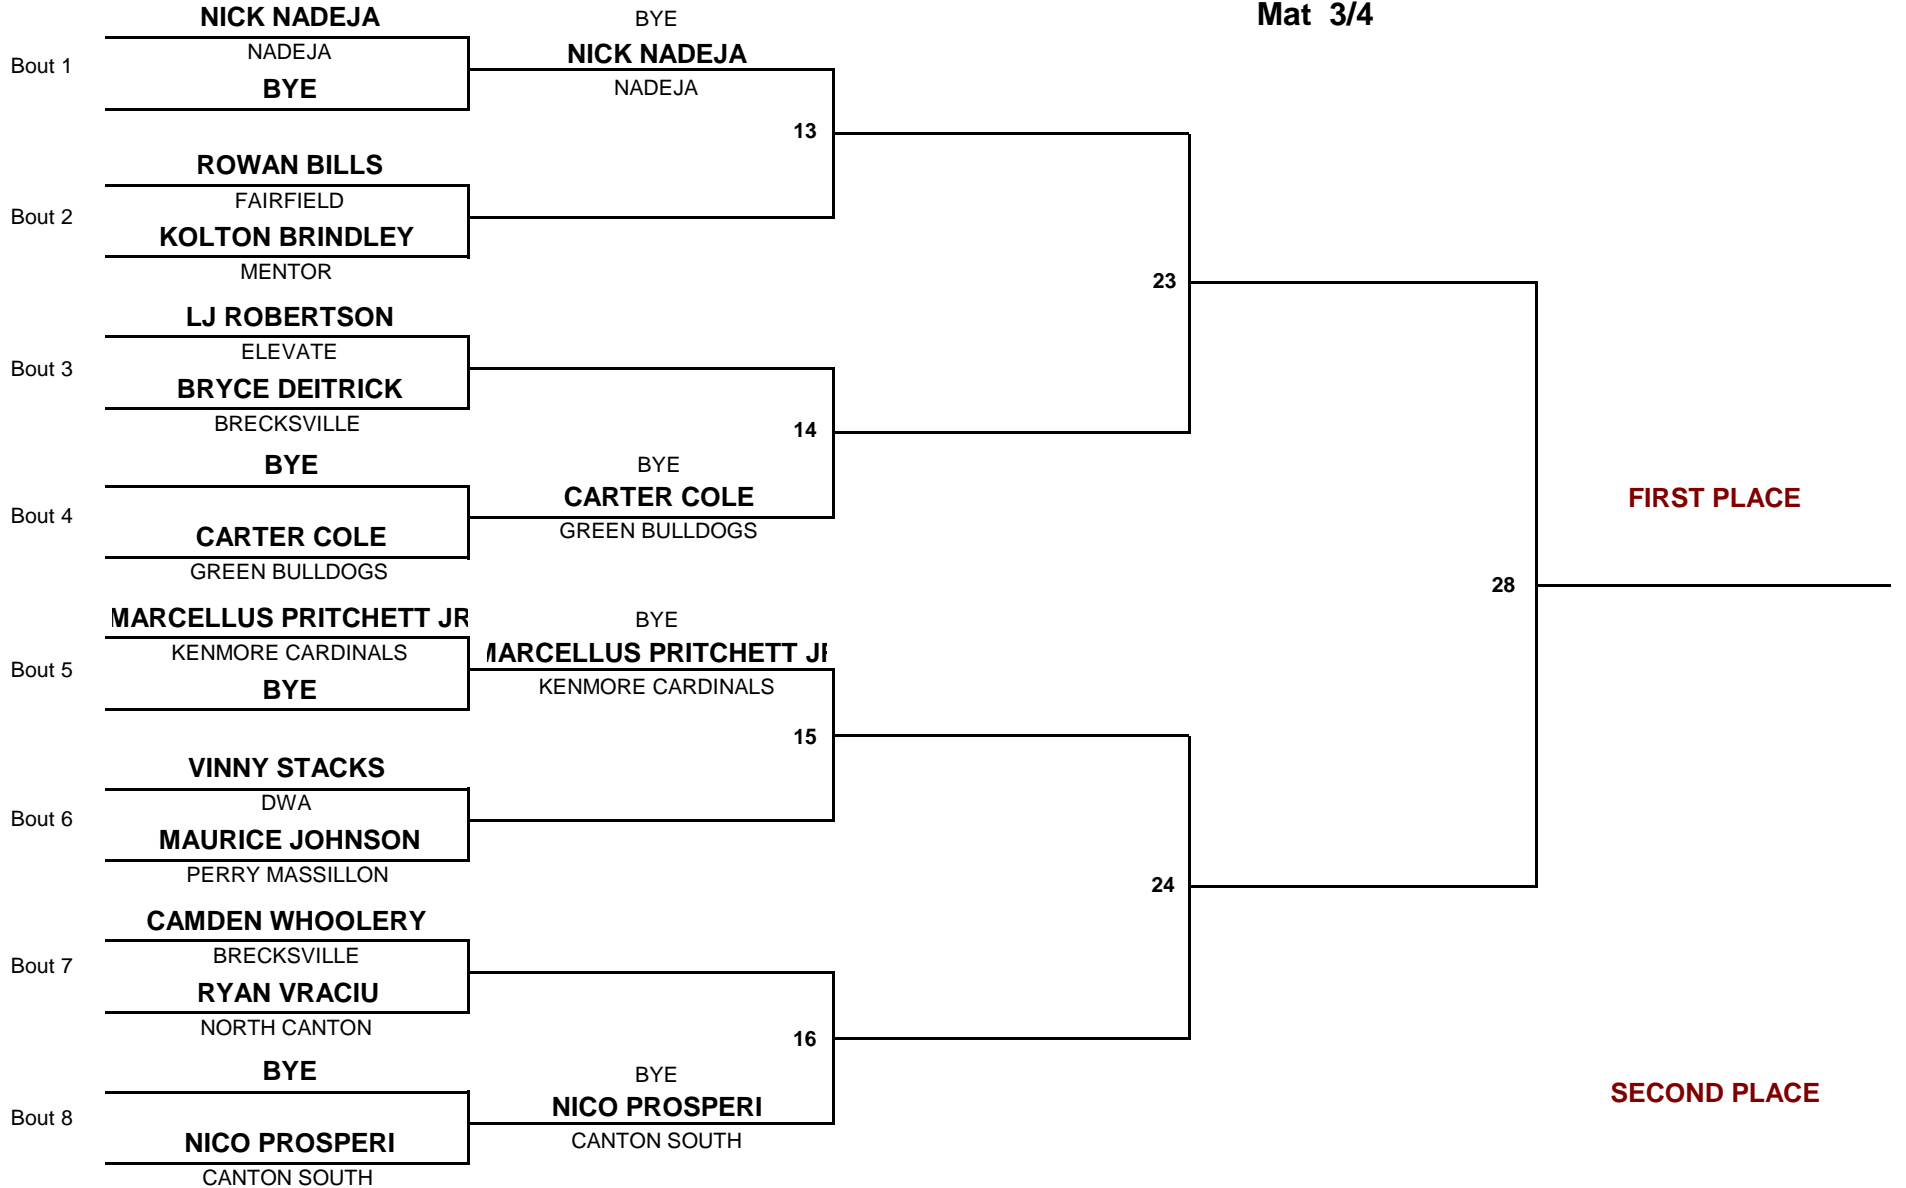 NICK NADEJA
BYE
Mat 3/4
NADEJA
NICK NADEJA
Bout 1
BYE
NADEJA
13
ROWAN BILLS
FAIRFIELD
Bout 2
KOLTON BRINDLEY
MENTOR
23
LJ ROBERTSON
ELEVATE
Bout 3
BRYCE DEITRICK
BRECKSVILLE
14
BYE
BYE
CARTER COLE
FIRST PLACE
Bout 4
CARTER COLE
GREEN BULLDOGS
GREEN BULLDOGS
28
MARCELLUS PRITCHETT JR
BYE
KENMORE CARDINALS
MARCELLUS PRITCHETT JR
Bout 5
BYE
KENMORE CARDINALS
15
VINNY STACKS
DWA
Bout 6
MAURICE JOHNSON
PERRY MASSILLON
24
CAMDEN WHOOLERY
BRECKSVILLE
Bout 7
RYAN VRACIU
NORTH CANTON
16
BYE
BYE
SECOND PLACE
NICO PROSPERI
Bout 8
NICO PROSPERI
CANTON SOUTH
CANTON SOUTH